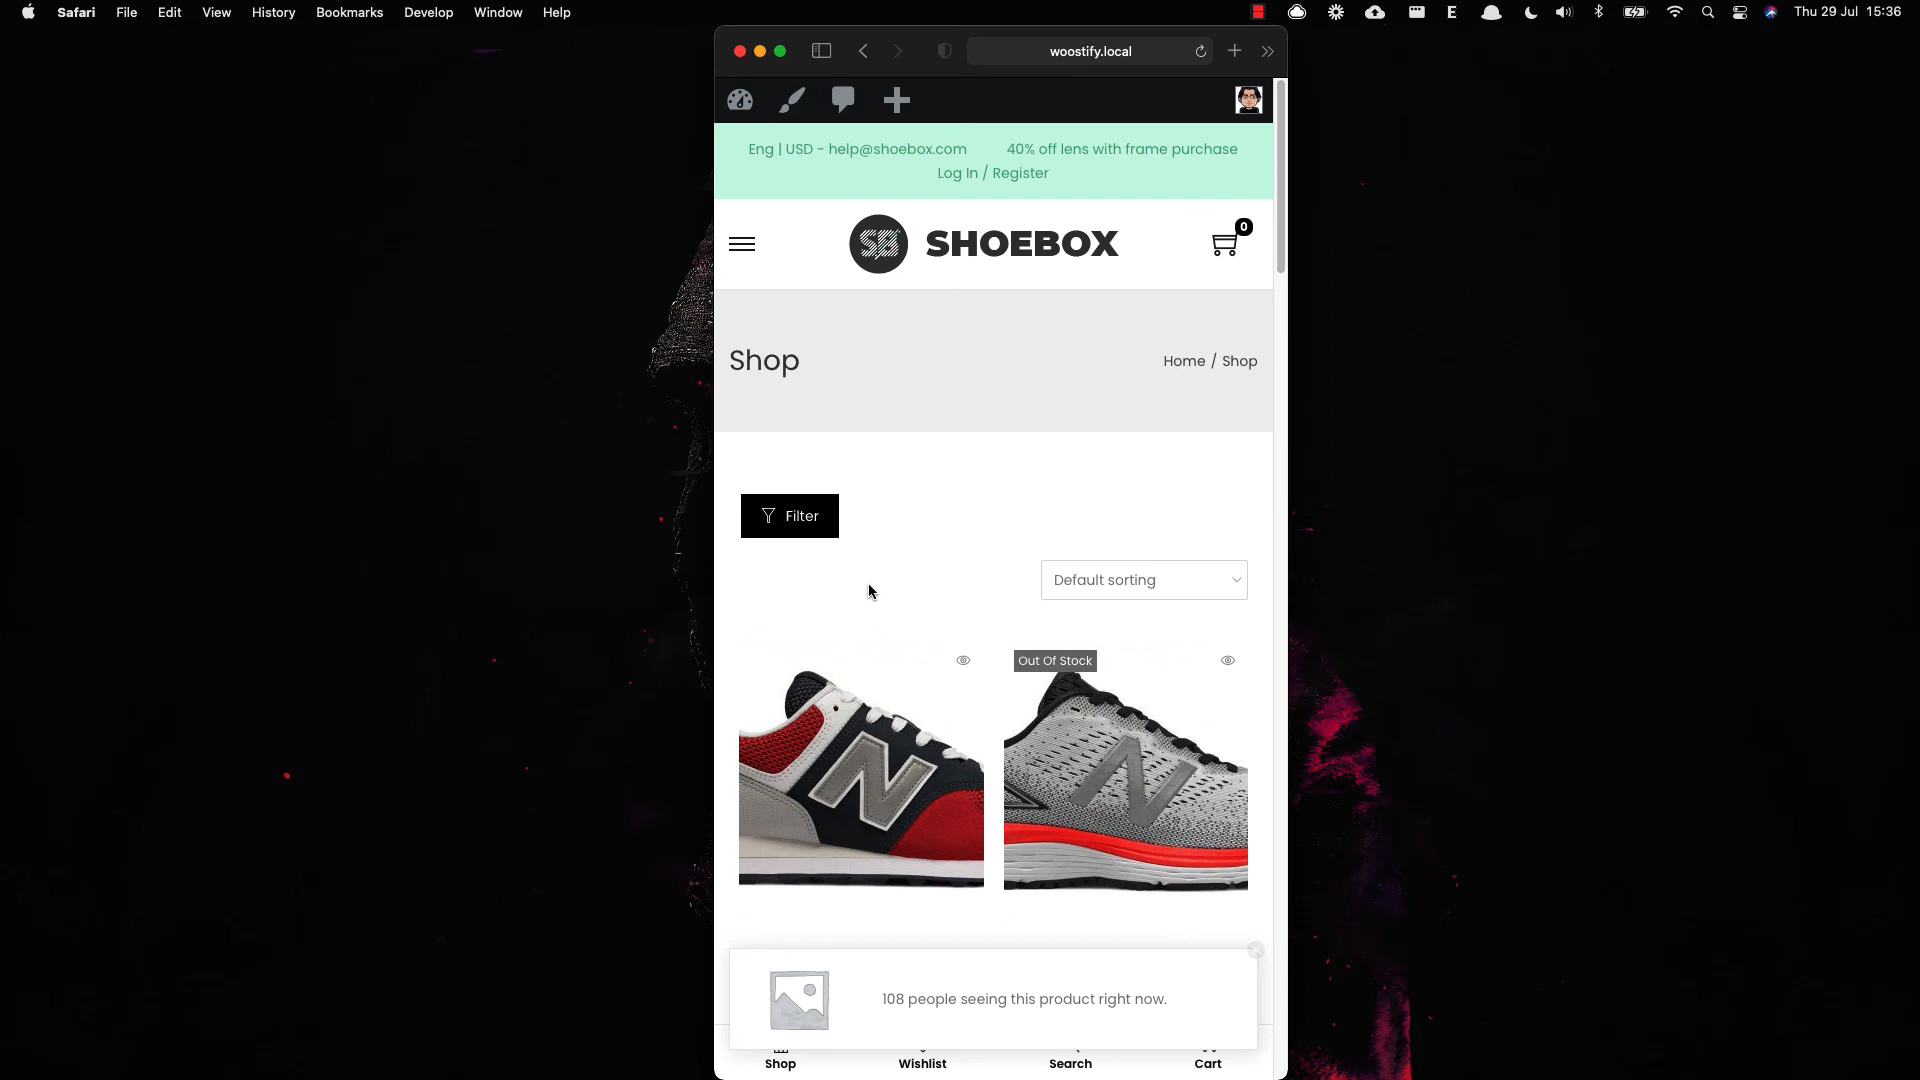 Safari File Edit View History Bookmarks Develop Window Help
E
Thu 29 Jul 15:36
woostify.local
Eng | USD - help@shoebox.com 40% off lens with frame purchase
Log In / Register
SB SHOEBOX
0
Shop
Home / Shop
Filter
Default sorting
Out Of Stock
N
N
108 people seeing this product right now.
Shop Wishlist Search Cart